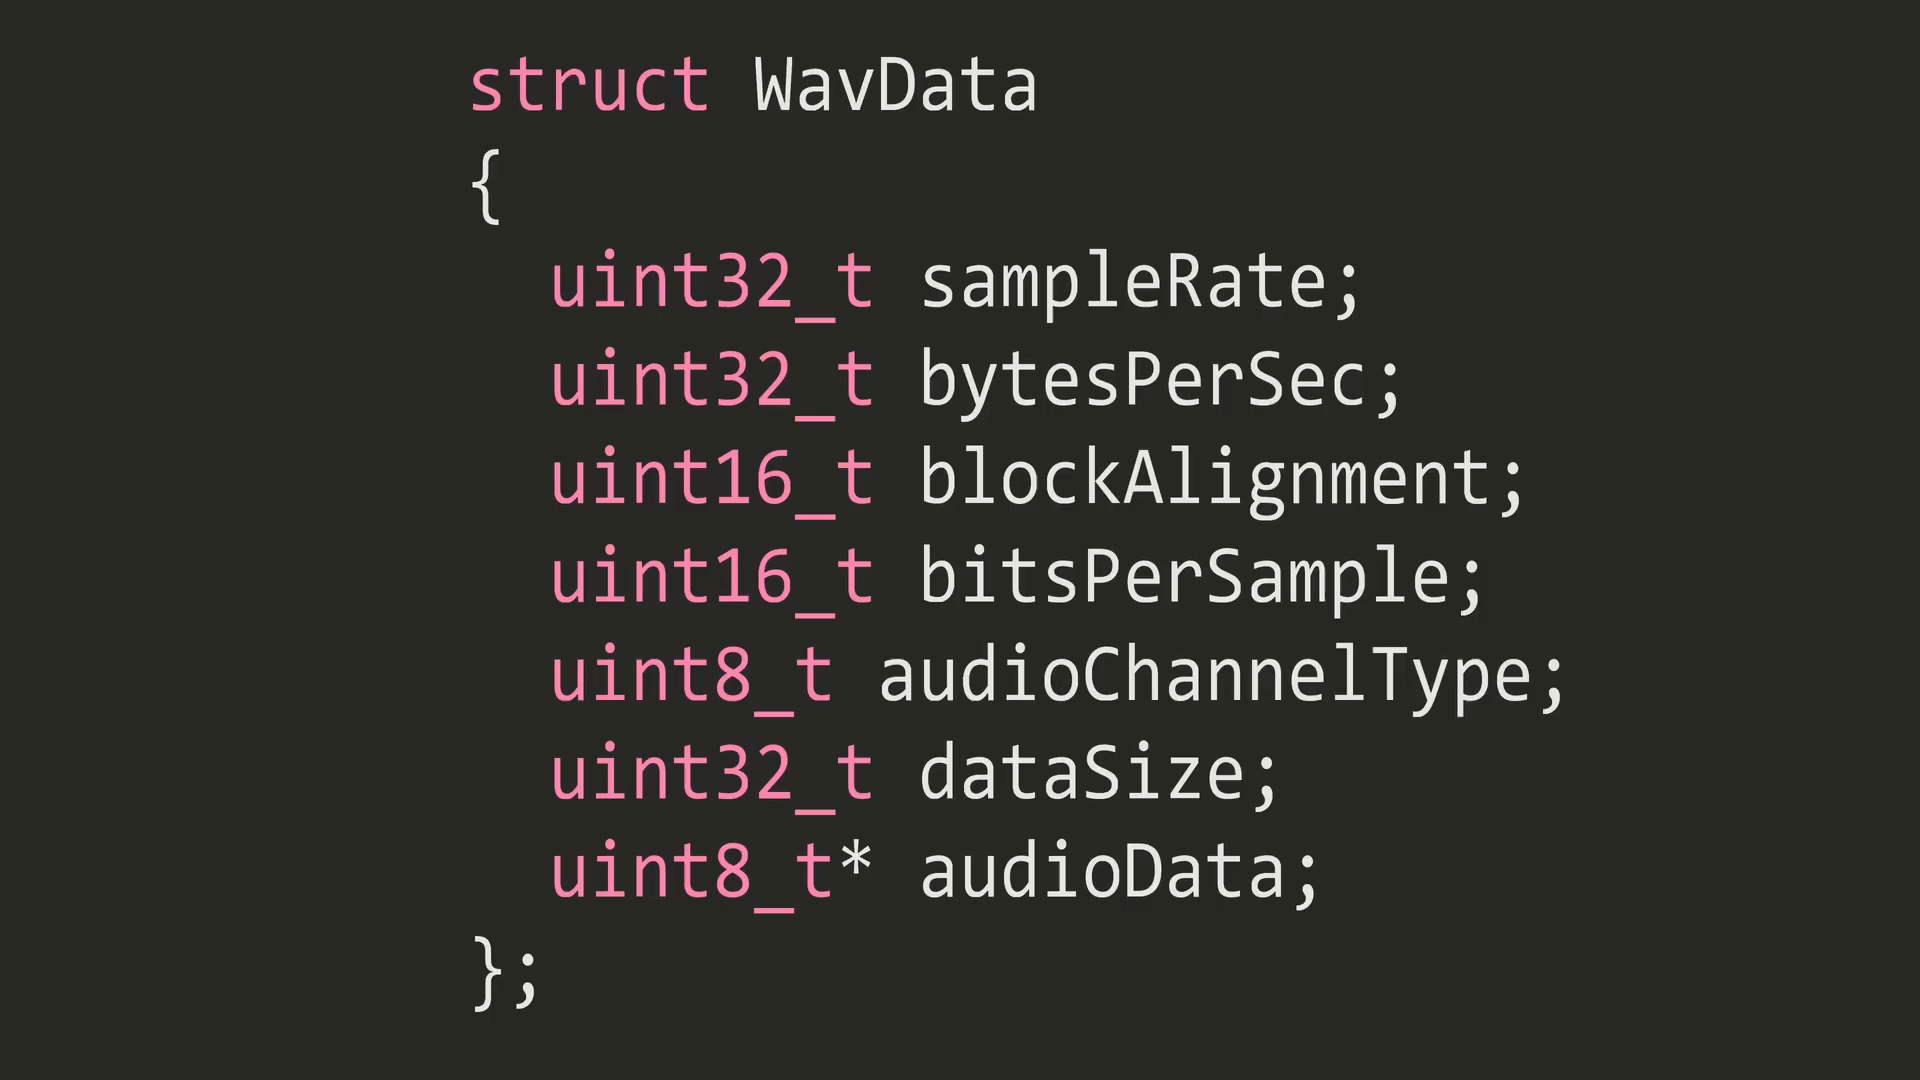 struct WavData
{
  uint32_t sampleRate;
  uint32_t bytesPerSec;
  uint16_t blockAlignment;
  uint16_t bitsPerSample;
  uint8_t audioChannelType;
  uint32_t dataSize;
  uint8_t* audioData;
};